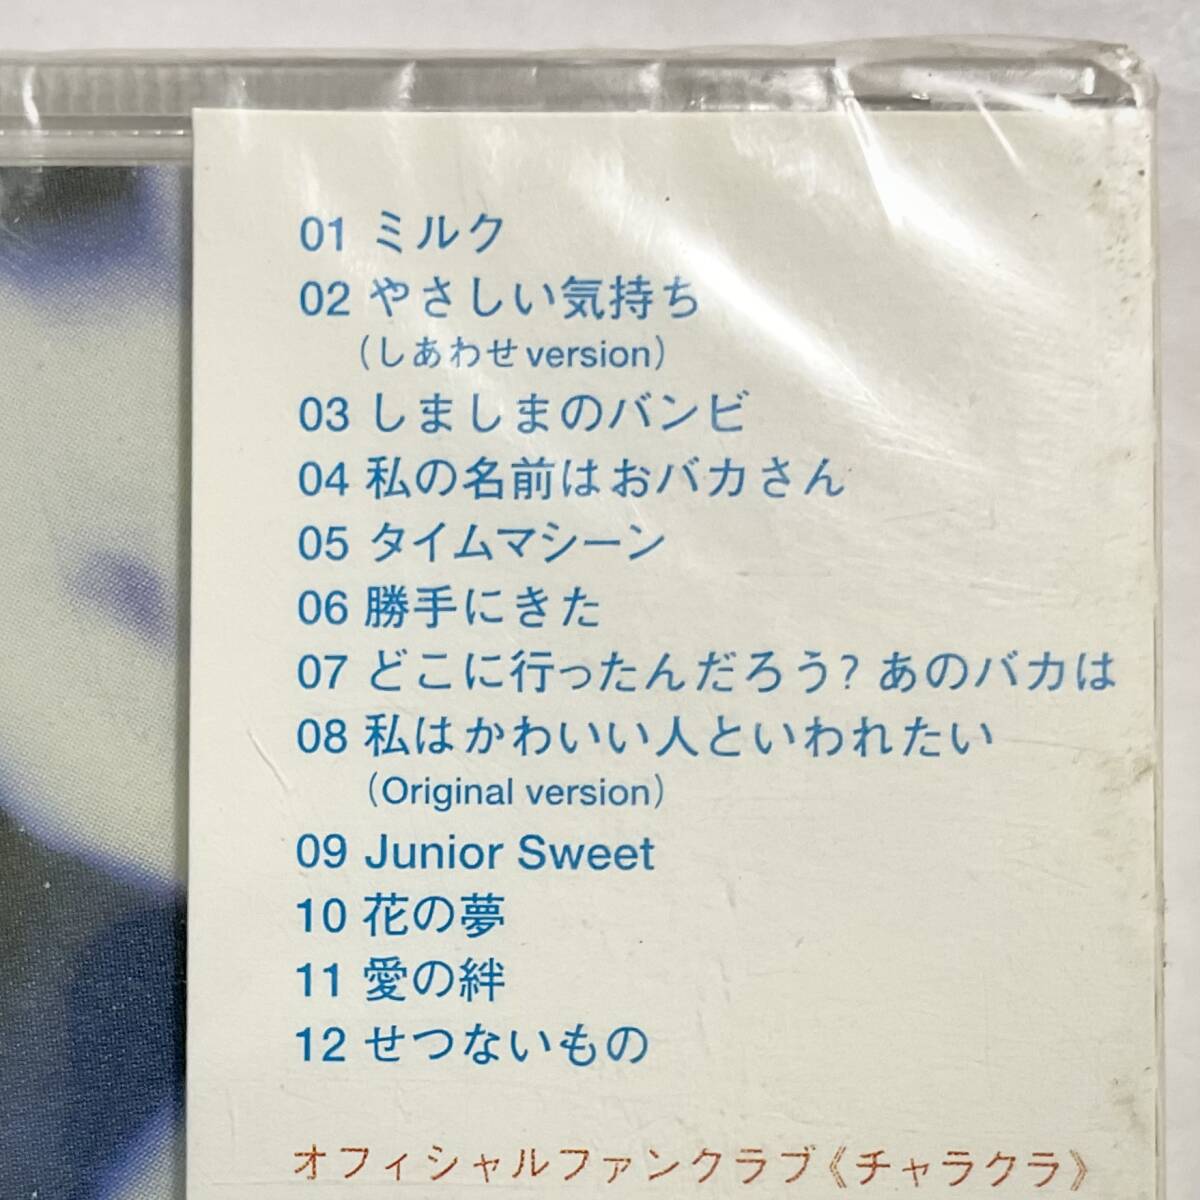 01 ミルク
02 やさしい気持ち
(しあわせversion)
03 しましまのバンビ
04 私の名前はおバカさん
05 タイムマシーン
06 勝手にきた
07 どこに行ったんだろう? あのバカは
08 私はかわいい人といわれたい
(Original version)
09 Junior Sweet
10 花の夢
11 愛の絆
12 せつないもの
オフィシャルファンクラブ《チャラクラ》